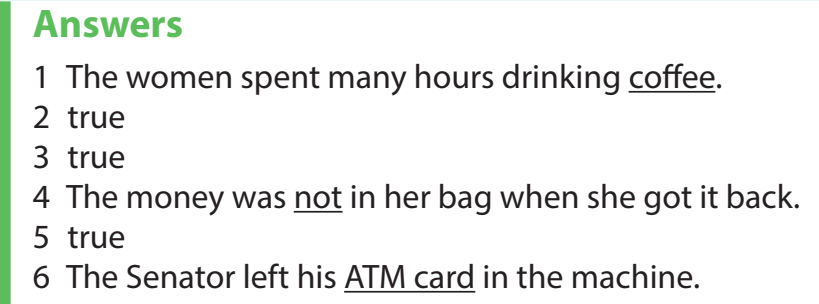 Answers
1 The women spent many hours drinking coffee.
2 true
3 true
4 The money was not in her bag when she got it back.
5 true
6 The Senator left his ATM card in the machine.